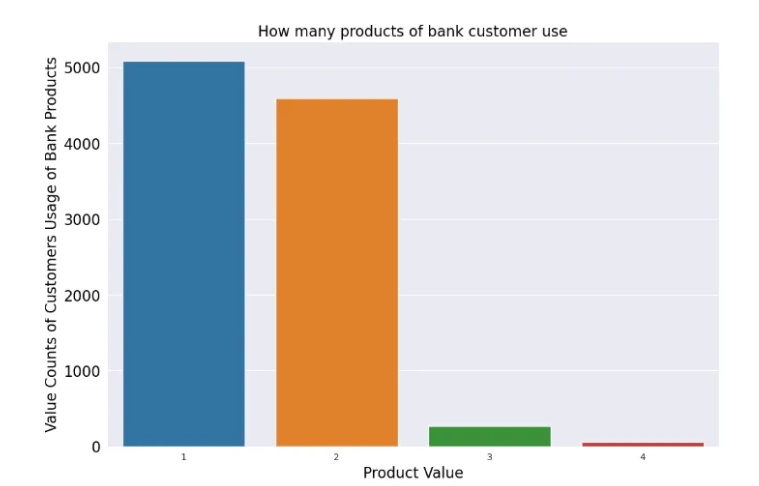 How many products of bank customer use
Value Counts of Customers Usage of Bank Products
5000
4000
3000
2000
1000
0
1 2 3 4
Product Value